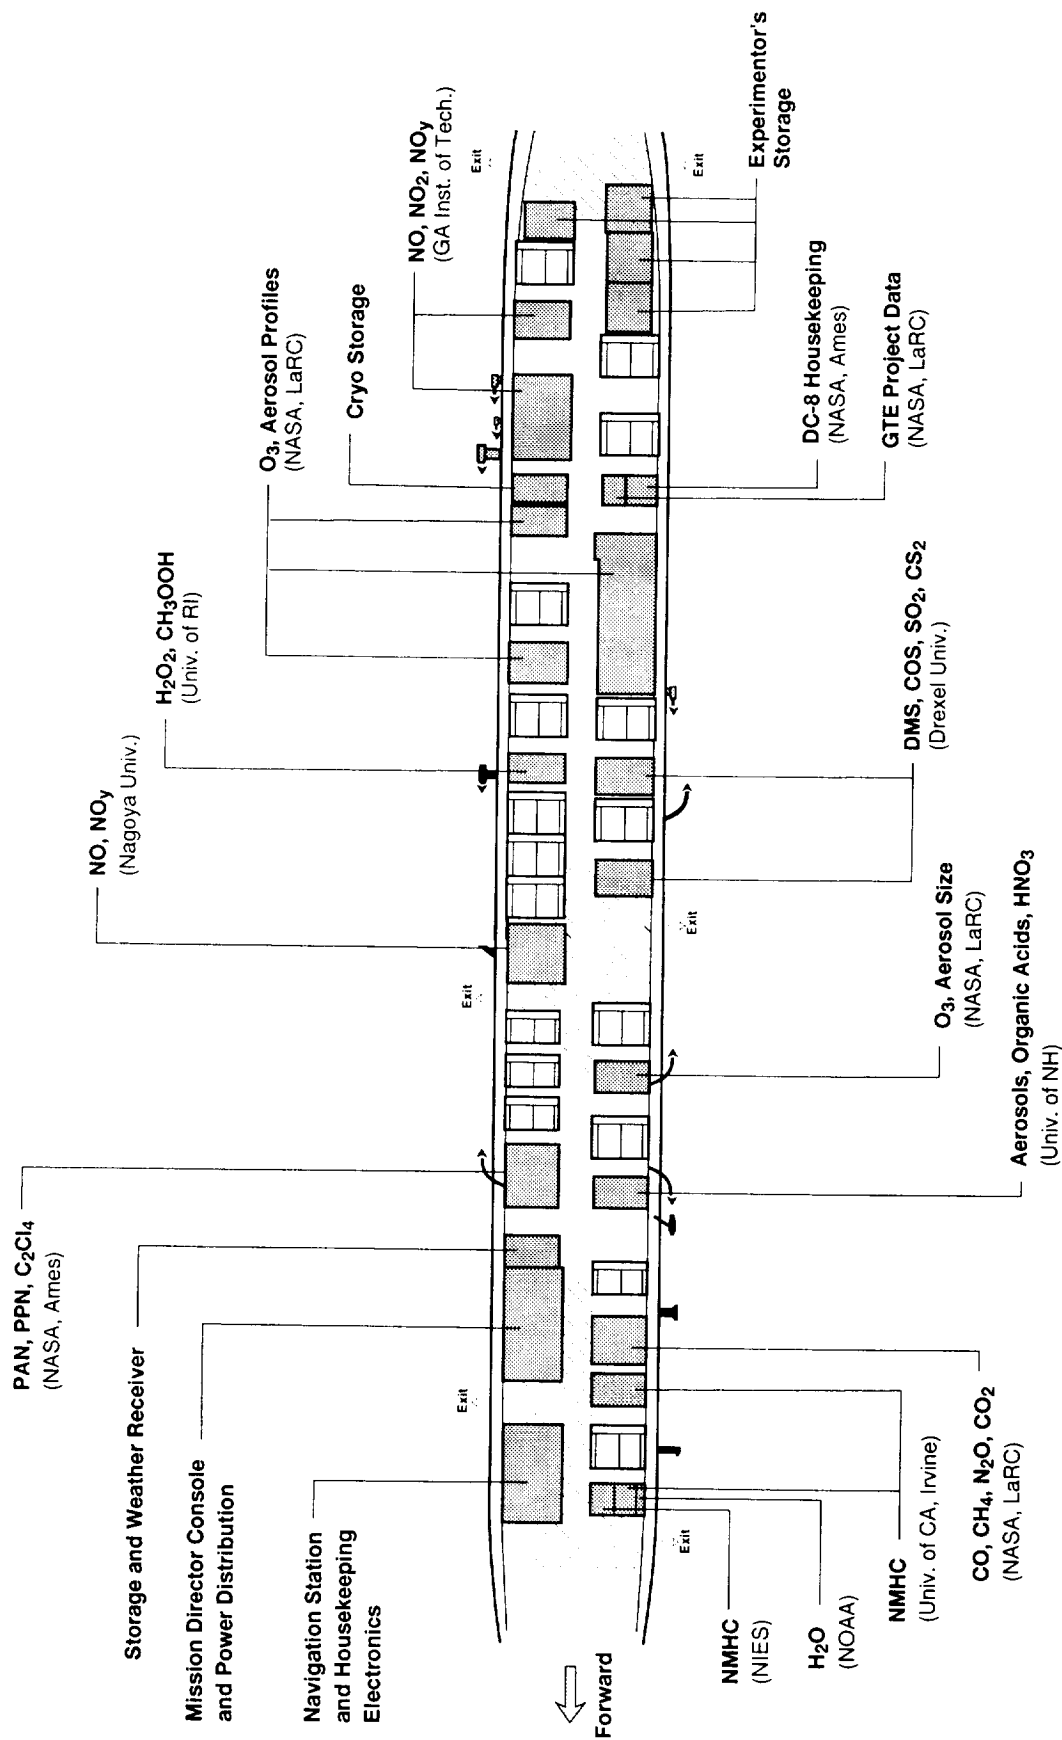 PAN, PPN, C2Cl4
(NASA, Ames)
Storage and Weather Receiver
Mission Director Console
and Power Distribution
Navigation Station
and Housekeeping
Electronics
NO, NOy
(Nagoya Univ.)
H2O2, CH3OOH
(Univ. of RI)
O3, Aerosol Profiles
(NASA, LaRC)
Cryo Storage
NO, NO2, NOy
(GA Inst. of Tech.)
Exit
Exit
Exit
Forward
Exit
Exit
Exit
NMHC
(NIES)
H2O
(NOAA)
NMHC
(Univ. of CA, Irvine)
CO, CH4, N2O, CO2
(NASA, LaRC)
Aerosols, Organic Acids, HNO3
(Univ. of NH)
O3, Aerosol Size
(NASA, LaRC)
DMS, COS, SO2, CS2
(Drexel Univ.)
GTE Project Data
(NASA, LaRC)
DC-8 Housekeeping
(NASA, Ames)
Experimentor's
Storage